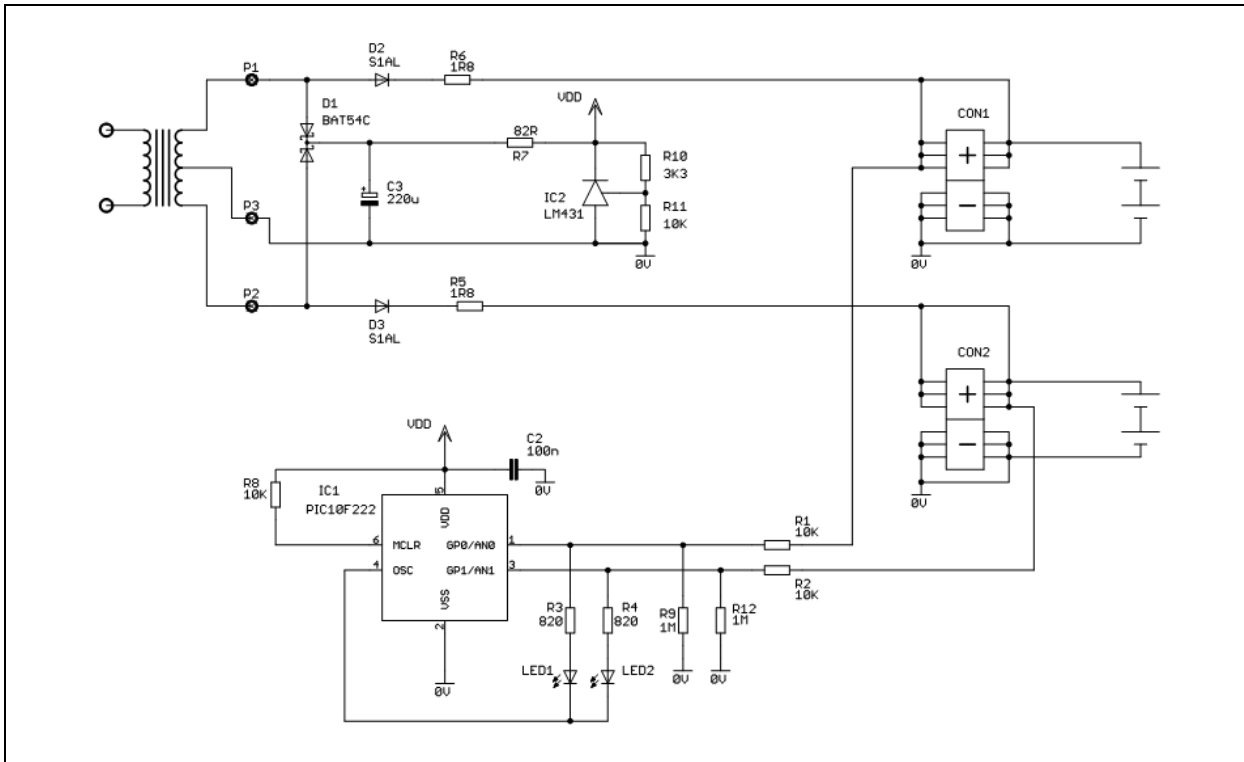 D2
S1AL
R6
1R8
P1
D1
BAT54C
VDD
82R
R7
R10
3K3
CON1
+
C3
220u
+
IC2
LM431
R11
10K
-
P3
0V
0V
P2
R5
1R8
D3
S1AL
CON2
+
-
VDD
C2
100n
0V
0V
R8
10K
IC1
PIC10F222
5
VDD
R1
10K
6
MCLR
GP0/AN0
1
4
OSC
GP1/AN1
3
R2
10K
VSS
2
R3
820
R4
820
R9
1M
R12
1M
LED1
LED2
0V
0V
0V